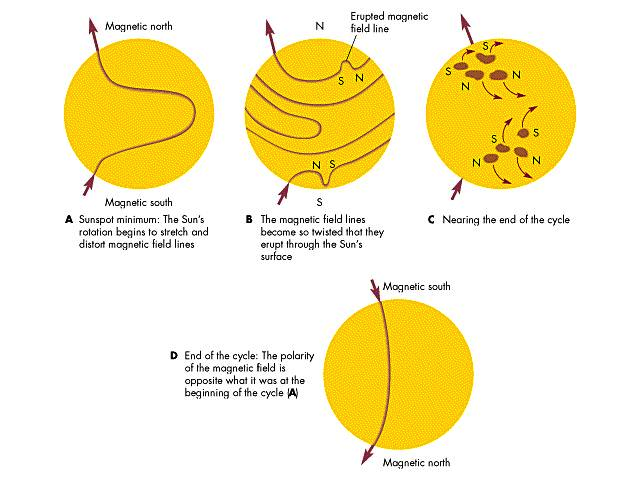 Magnetic north
Magnetic south
A Sunspot minimum: The Sun's
rotation begins to stretch and
distort magnetic field lines
N
Erupted magnetic
field line
S N
N S
S
B The magnetic field lines
become so twisted that they
erupt through the Sun's
surface
S
S
N
N
S
S
N
N
C Nearing the end of the cycle
Magnetic south
D End of the cycle: The polarity
of the magnetic field is
opposite what it was at the
beginning of the cycle (A)
Magnetic north